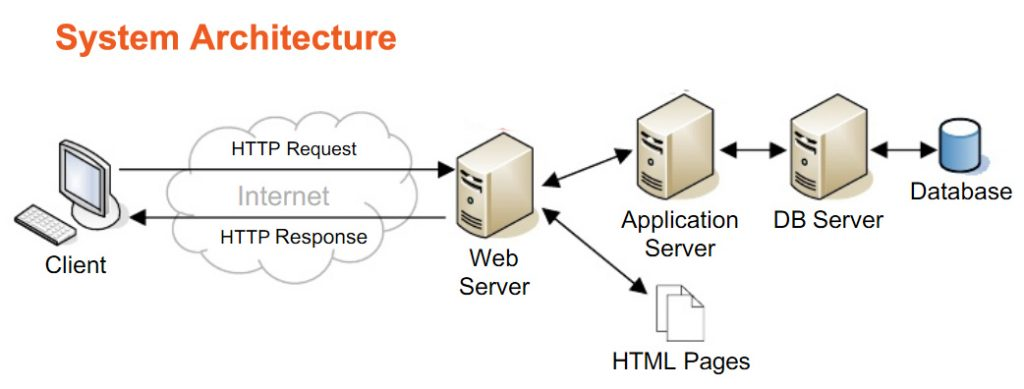 System Architecture
HTTP Request
Internet
HTTP Response
Client
Web
Server
Application
Server
DB Server
Database
HTML Pages